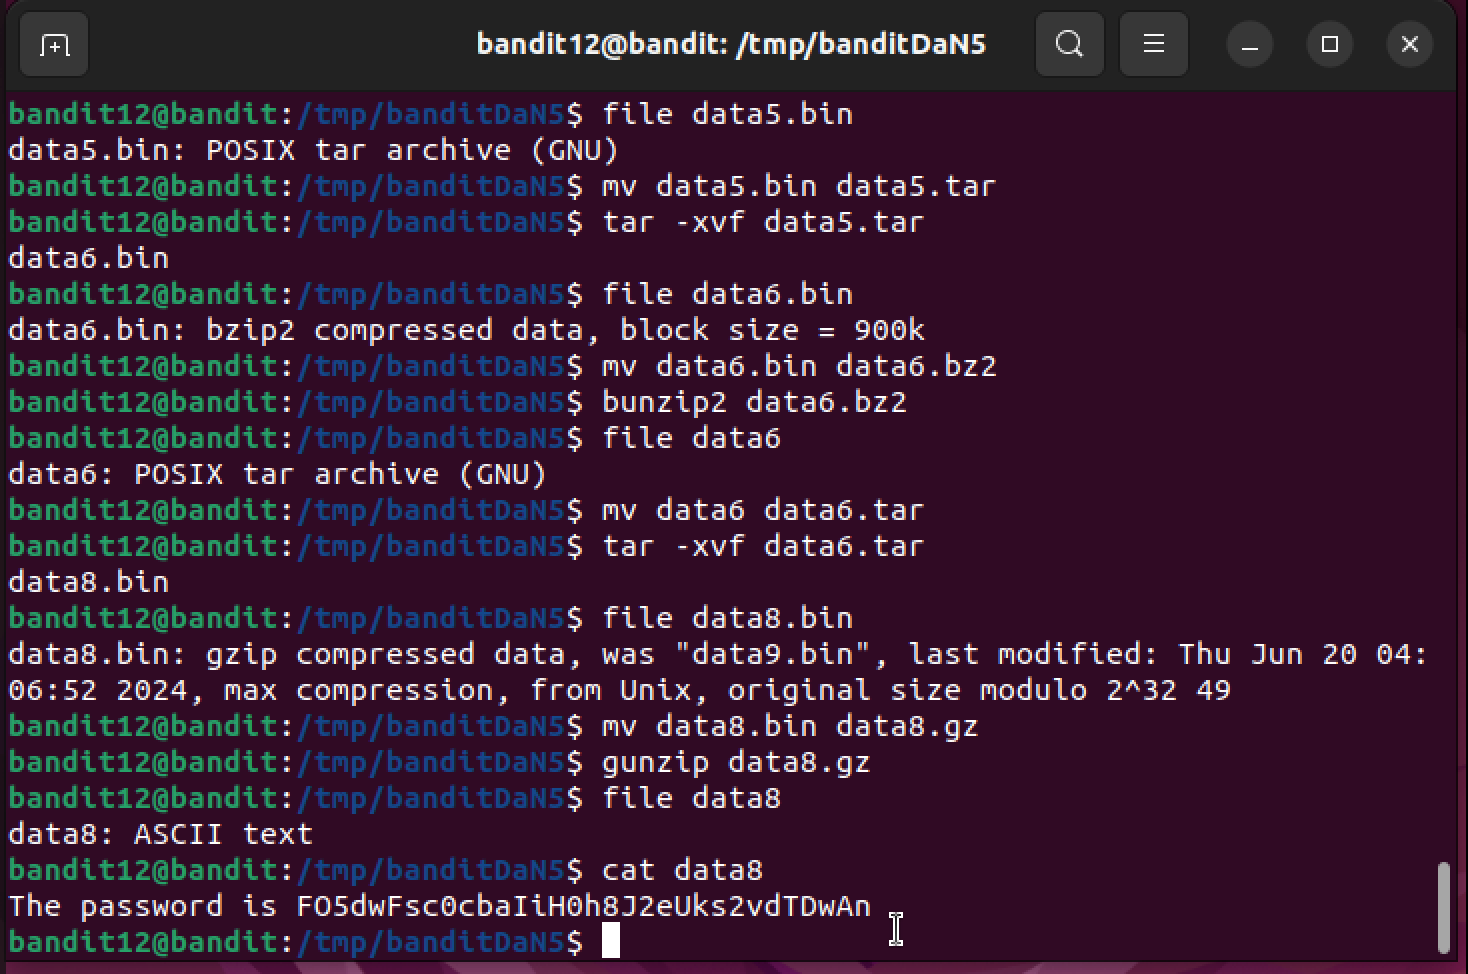 bandit12@bandit: /tmp/banditDaN5
bandit12@bandit:/tmp/banditDaN5$ file data5.bin
data5.bin: POSIX tar archive (GNU)
bandit12@bandit:/tmp/banditDaN5$ mv data5.bin data5.tar
bandit12@bandit:/tmp/banditDaN5$ tar -xvf data5.tar
data6.bin
bandit12@bandit:/tmp/banditDaN5$ file data6.bin
data6.bin: bzip2 compressed data, block size = 900k
bandit12@bandit:/tmp/banditDaN5$ mv data6.bin data6.bz2
bandit12@bandit:/tmp/banditDaN5$ bunzip2 data6.bz2
bandit12@bandit:/tmp/banditDaN5$ file data6
data6: POSIX tar archive (GNU)
bandit12@bandit:/tmp/banditDaN5$ mv data6 data6.tar
bandit12@bandit:/tmp/banditDaN5$ tar -xvf data6.tar
data8.bin
bandit12@bandit:/tmp/banditDaN5$ file data8.bin
data8.bin: gzip compressed data, was "data9.bin", last modified: Thu Jun 20 04:
06:52 2024, max compression, from Unix, original size modulo 2^32 49
bandit12@bandit:/tmp/banditDaN5$ mv data8.bin data8.gz
bandit12@bandit:/tmp/banditDaN5$ gunzip data8.gz
bandit12@bandit:/tmp/banditDaN5$ file data8
data8: ASCII text
bandit12@bandit:/tmp/banditDaN5$ cat data8
The password is FO5dwFsc0cbaIiH0h8J2eUks2vdTDwAn
bandit12@bandit:/tmp/banditDaN5$